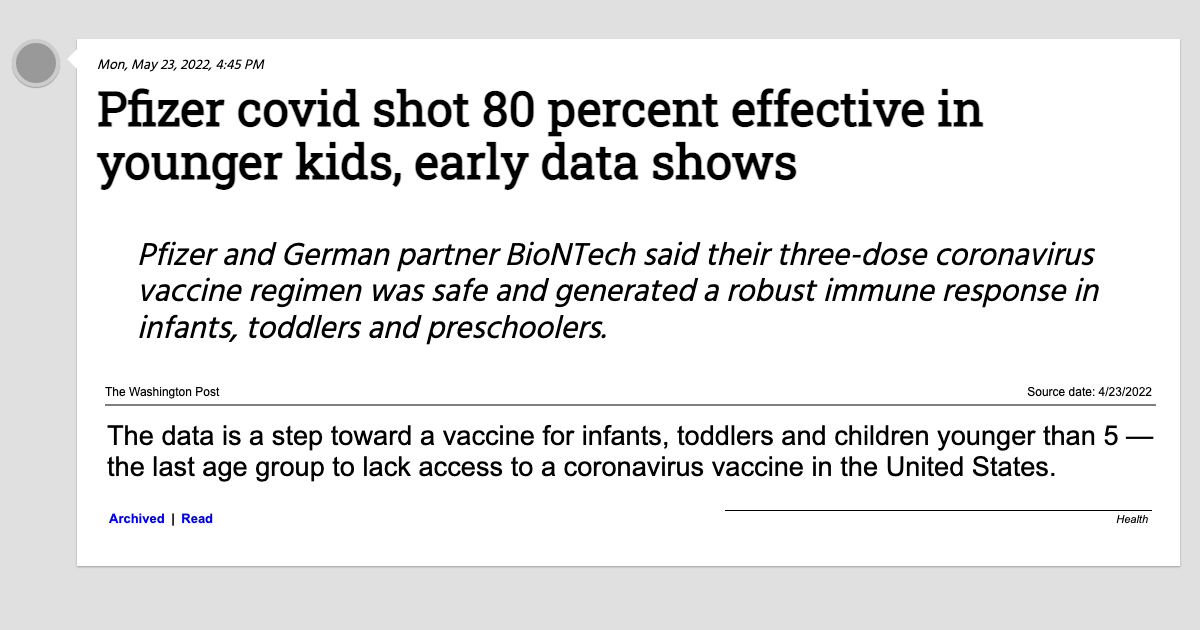 Mon, May 23, 2022, 4:45 PM
Pfizer covid shot 80 percent effective in
younger kids, early data shows
Pfizer and German partner BioNTech said their three-dose coronavirus
vaccine regimen was safe and generated a robust immune response in
infants, toddlers and preschoolers.
The Washington Post Source date: 4/23/2022
The data is a step toward a vaccine for infants, toddlers and children younger than 5 —
the last age group to lack access to a coronavirus vaccine in the United States.
Archived | Read Health